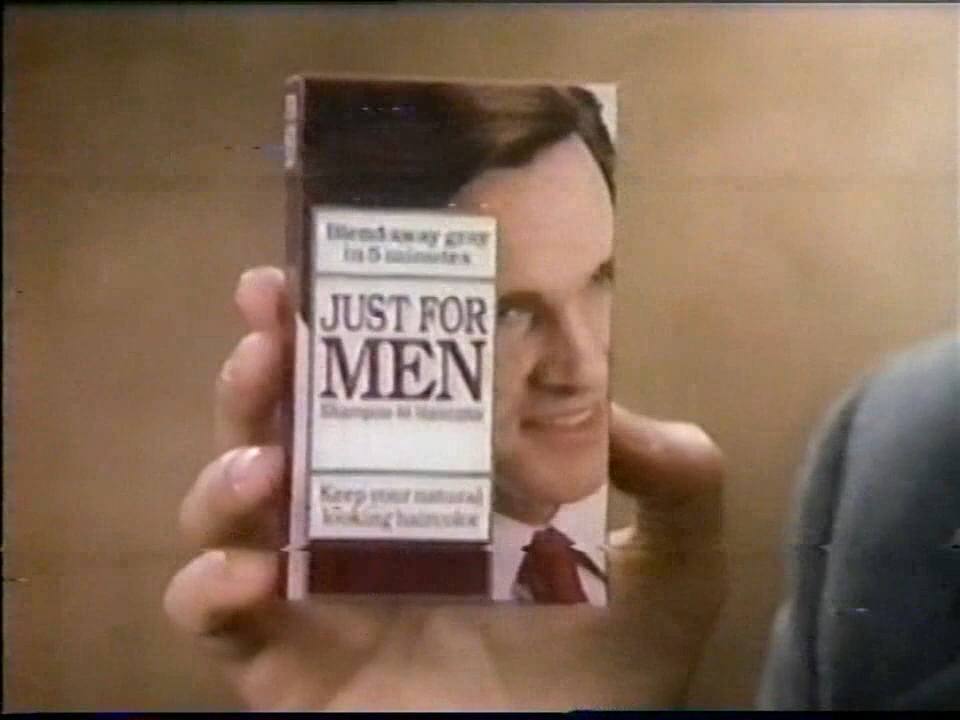 Blend away gray
in 5 minutes
JUST FOR
MEN
Shampoo-In Haircolor
Keep your natural
looking haircolor